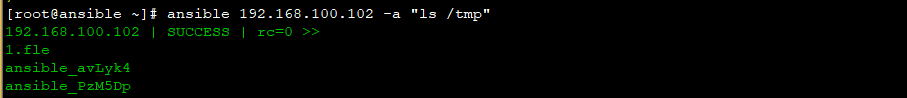 [root@ansible ~]# ansible 192.168.100.102 -a "ls /tmp"
192.168.100.102 | SUCCESS | rc=0 >>
1.fle
ansible_avLyk4
ansible_PzM5Dp